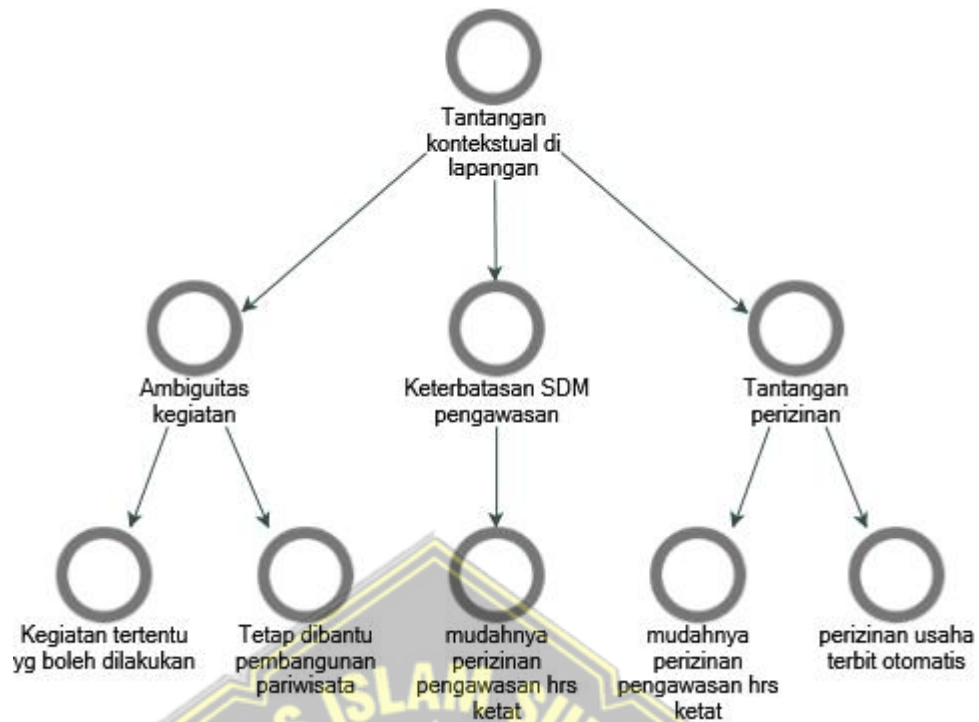 Tantangan
kontekstual di
lapangan
Ambiguitas
kegiatan
Keterbatasan SDM
pengawasan
Tantangan
perizinan
Kegiatan tertentu
yg boleh dilakukan
Tetap dibantu
pembangunan
pariwisata
mudahnya
perizinan
pengawasan hrs
ketat
mudahnya
perizinan
pengawasan hrs
ketat
perizinan usaha
terbit otomatis
ISLAM